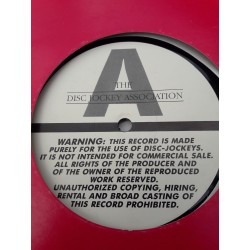 A
THE
DISC JOCKEY ASSOCIATION
WARNING: THIS RECORD IS MADE
PURELY FOR THE USE OF DISC-JOCKEYS.
IT IS NOT INTENDED FOR COMMERCIAL SALE.
ALL RIGHTS OF THE PRODUCER AND
OF THE OWNER OF THE REPRODUCED
WORK RESERVED.
UNAUTHORIZED COPYING, HIRING,
RENTAL AND BROAD CASTING OF
THIS RECORD PROHIBITED.